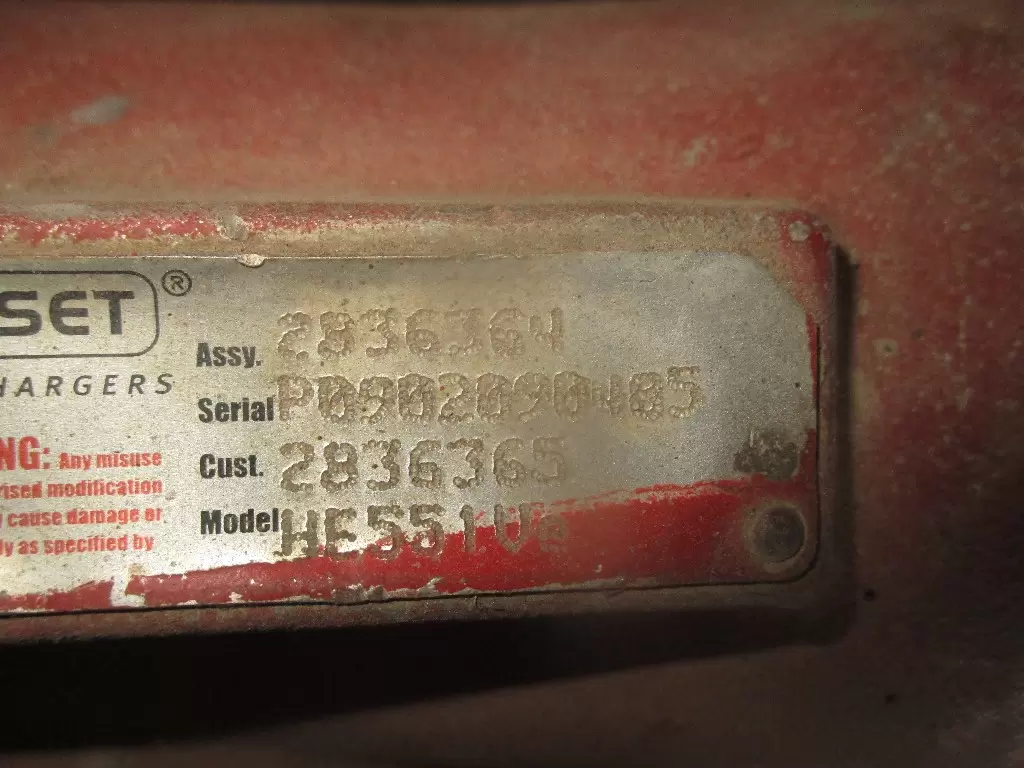 SET ®
HARGERS
Assy. 2836364
Serial P0902090405
Cust. 2836365
Model HE551Ve
NG: Any misuse
rised modification
cause damage or
ly as specified by